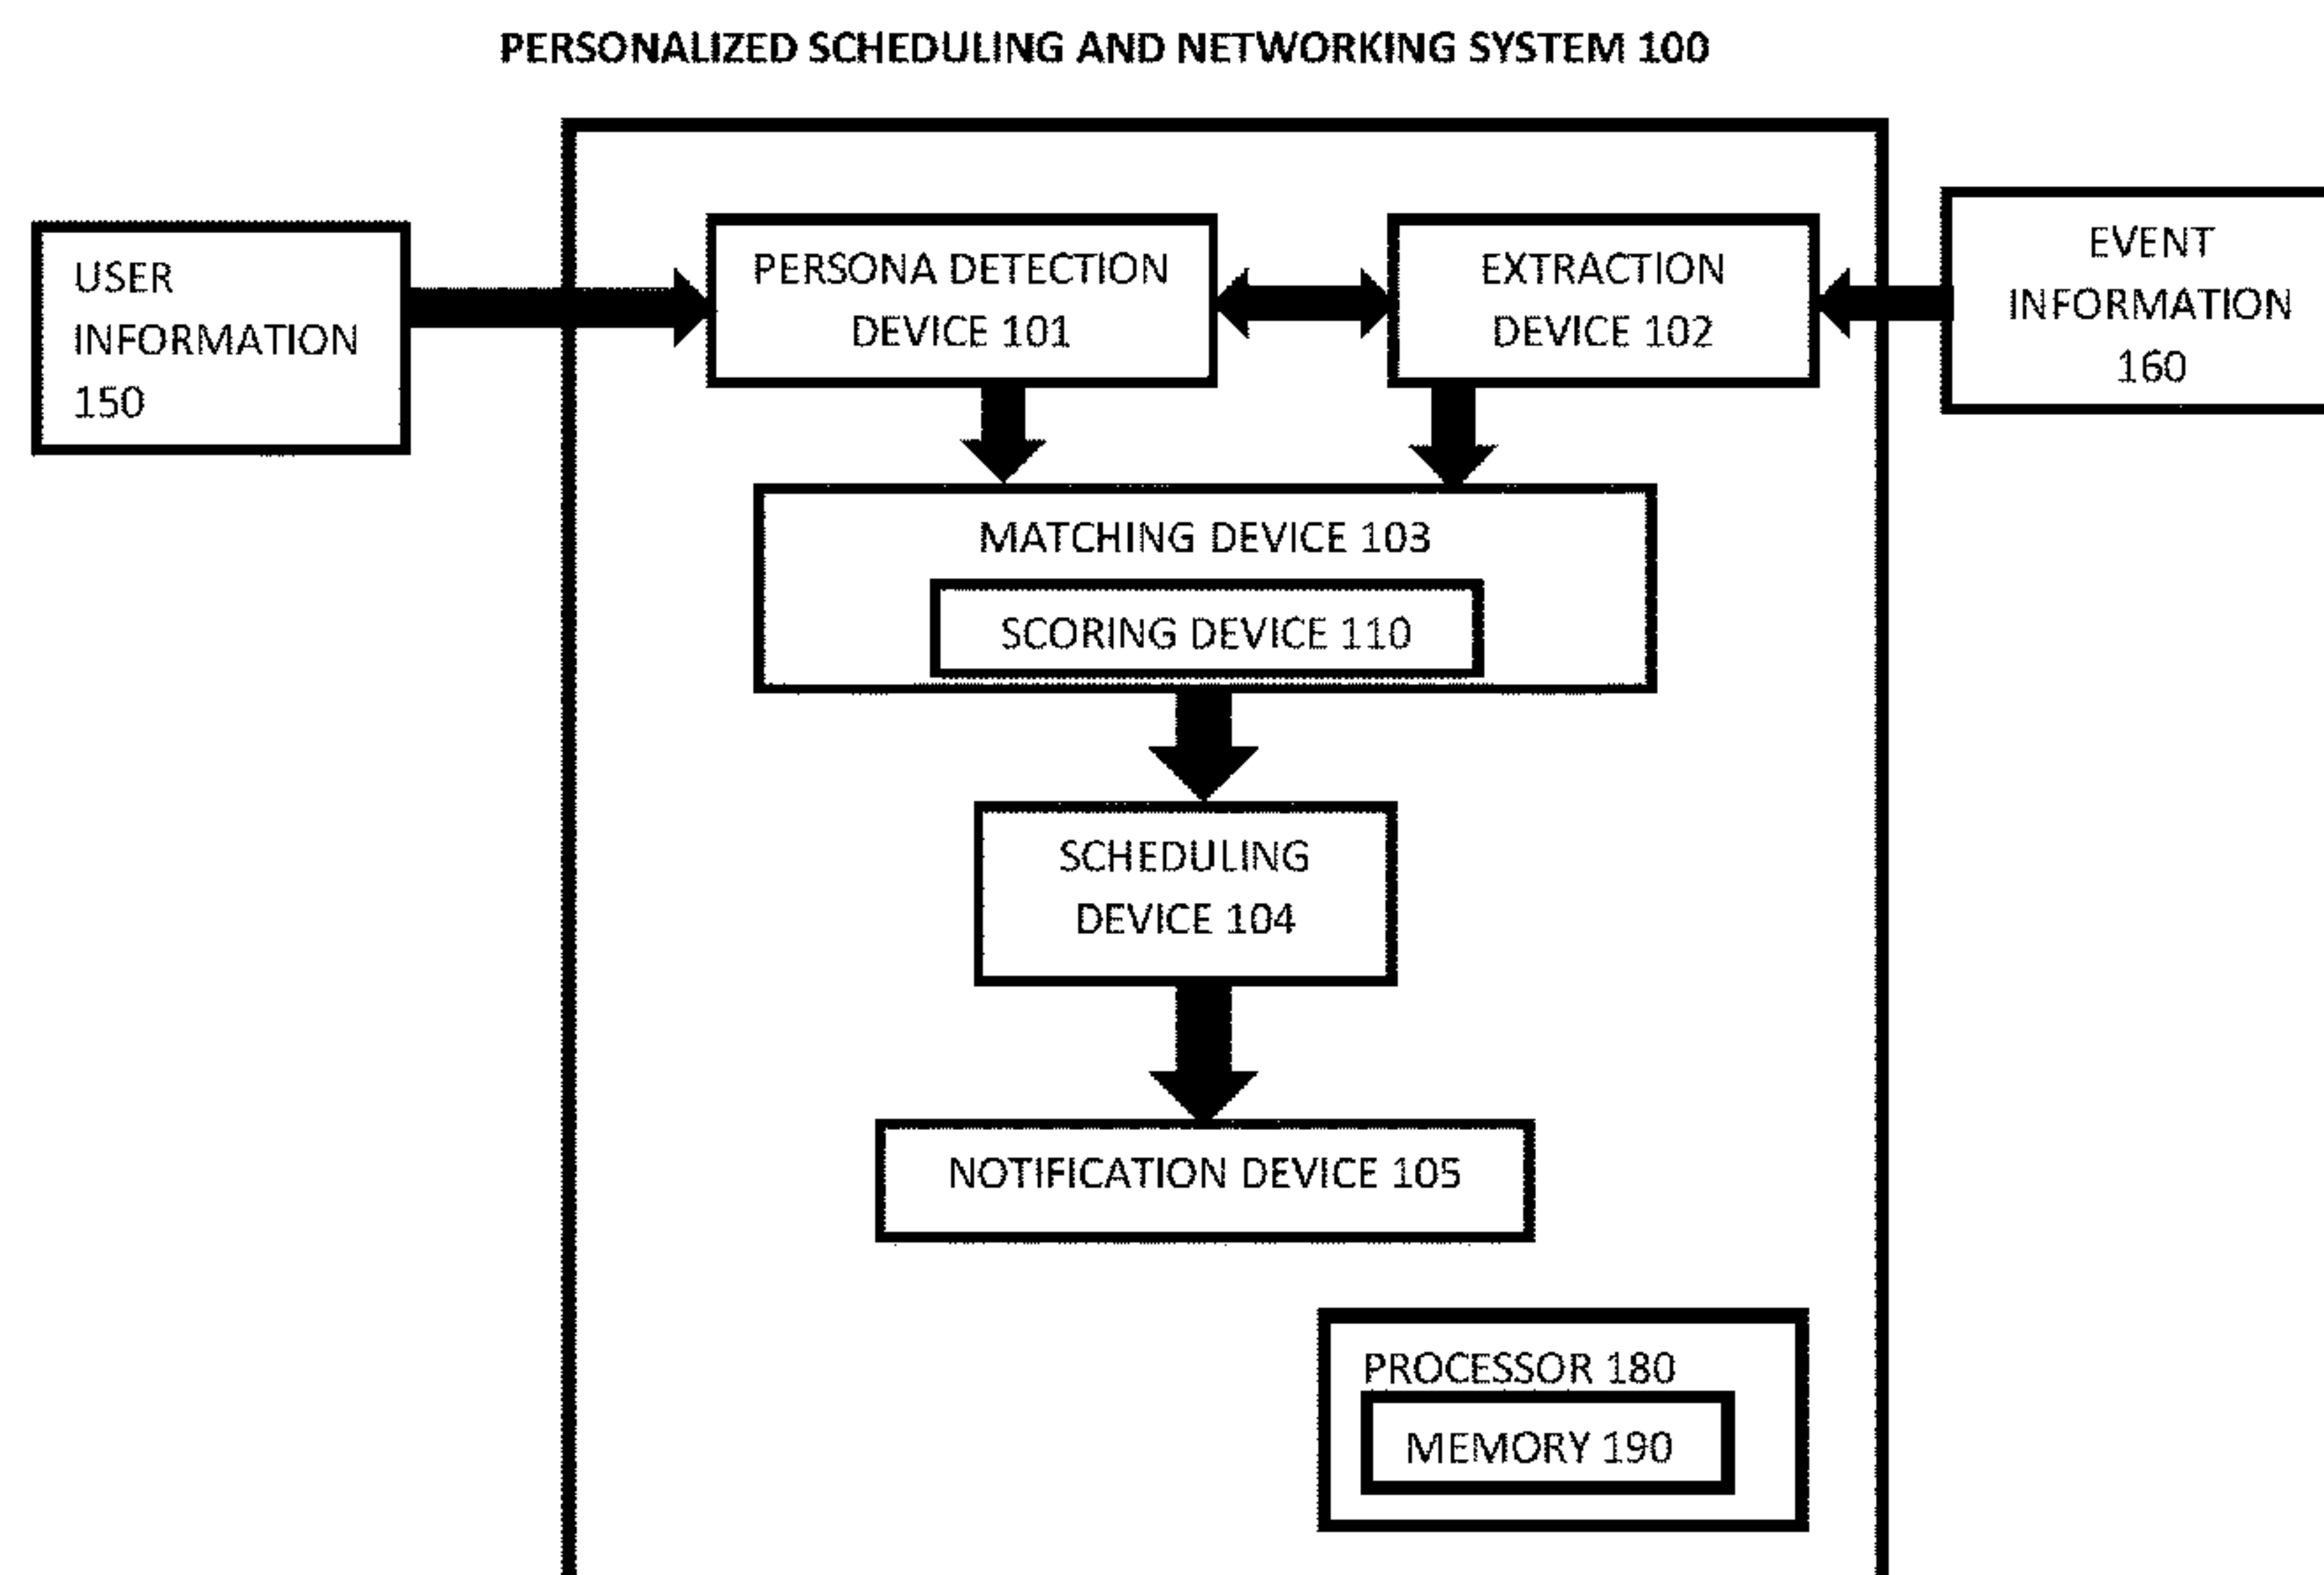 PERSONALIZED SCHEDULING AND NETWORKING SYSTEM 100
USER
INFORMATION
150
PERSONA DETECTION
DEVICE 101
EXTRACTION
DEVICE 102
EVENT
INFORMATION
160
MATCHING DEVICE 103
SCORING DEVICE 110
SCHEDULING
DEVICE 104
NOTIFICATION DEVICE 105
PROCESSOR 180
MEMORY 190